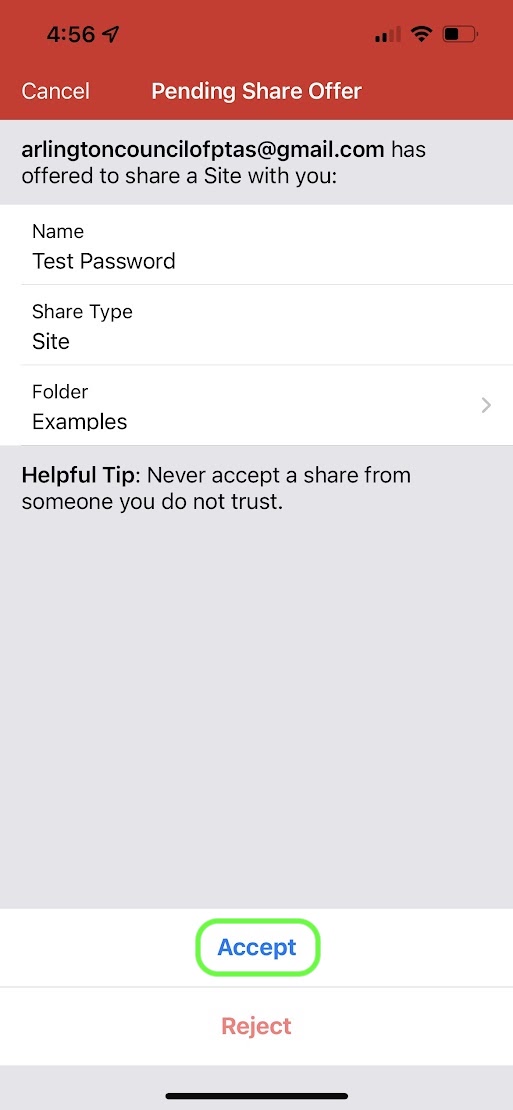 4:56
Cancel Pending Share Offer
arlingtoncouncilofptas@gmail.com has
offered to share a Site with you:
Name
Test Password
Share Type
Site
Folder
Examples
Helpful Tip: Never accept a share from
someone you do not trust.
Accept
Reject